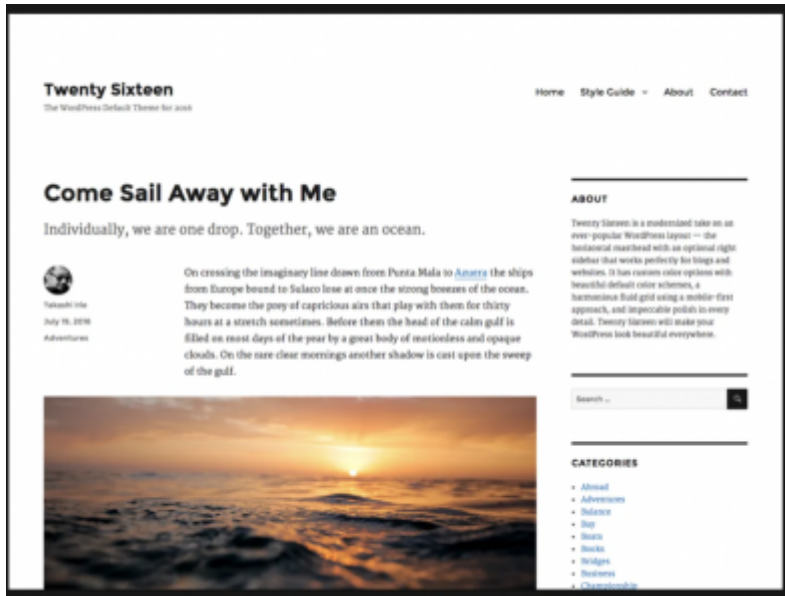 Twenty Sixteen
The WordPress Default Theme for 2016
Home Style Guide About Contact
Come Sail Away with Me
Individually, we are one drop. Together, we are an ocean.
Takashi Irie
July 19, 2016
Adventures
On crossing the imaginary line drawn from Punta Mala to Azuera the ships
from Europe bound to Sulaco lose at once the strong breezes of the ocean.
They become the prey of capricious airs that play with them for thirty
hours at a stretch sometimes. Before them the head of the calm gulf is
filled on most days of the year by a great body of motionless and opaque
clouds. On the rare clear mornings another shadow is cast upon the sweep
of the gulf.
ABOUT
Twenty Sixteen is a modernized take on an
ever-popular WordPress layout — the
horizontal masthead with an optional right
sidebar that works perfectly for blogs and
websites. It has custom color options with
beautiful default color schemes, a
harmonious fluid grid using a mobile-first
approach, and impeccable polish in every
detail. Twenty Sixteen will make your
WordPress look beautiful everywhere.
Search …
CATEGORIES
Abroad
Adventures
Balance
Bay
Boats
Books
Bridges
Business
Championship